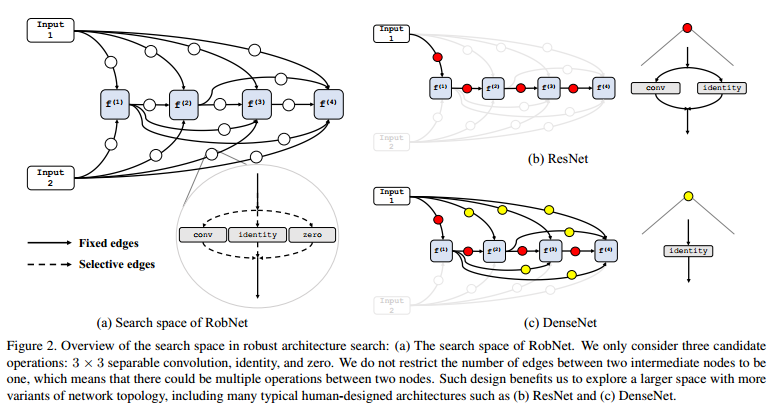 Input
1
f(1)
f(2)
f(3)
f(4)
Input
2
conv
identity
zero
Fixed edges
Selective edges
(a) Search space of RobNet
Input
1
f(1)
f(2)
f(3)
f(4)
Input
2
conv
identity
(b) ResNet
Input
1
f(1)
f(2)
f(3)
f(4)
Input
2
identity
(c) DenseNet
Figure 2. Overview of the search space in robust architecture search: (a) The search space of RobNet. We only consider three candidate
operations: 3 × 3 separable convolution, identity, and zero. We do not restrict the number of edges between two intermediate nodes to be
one, which means that there could be multiple operations between two nodes. Such design benefits us to explore a larger space with more
variants of network topology, including many typical human-designed architectures such as (b) ResNet and (c) DenseNet.